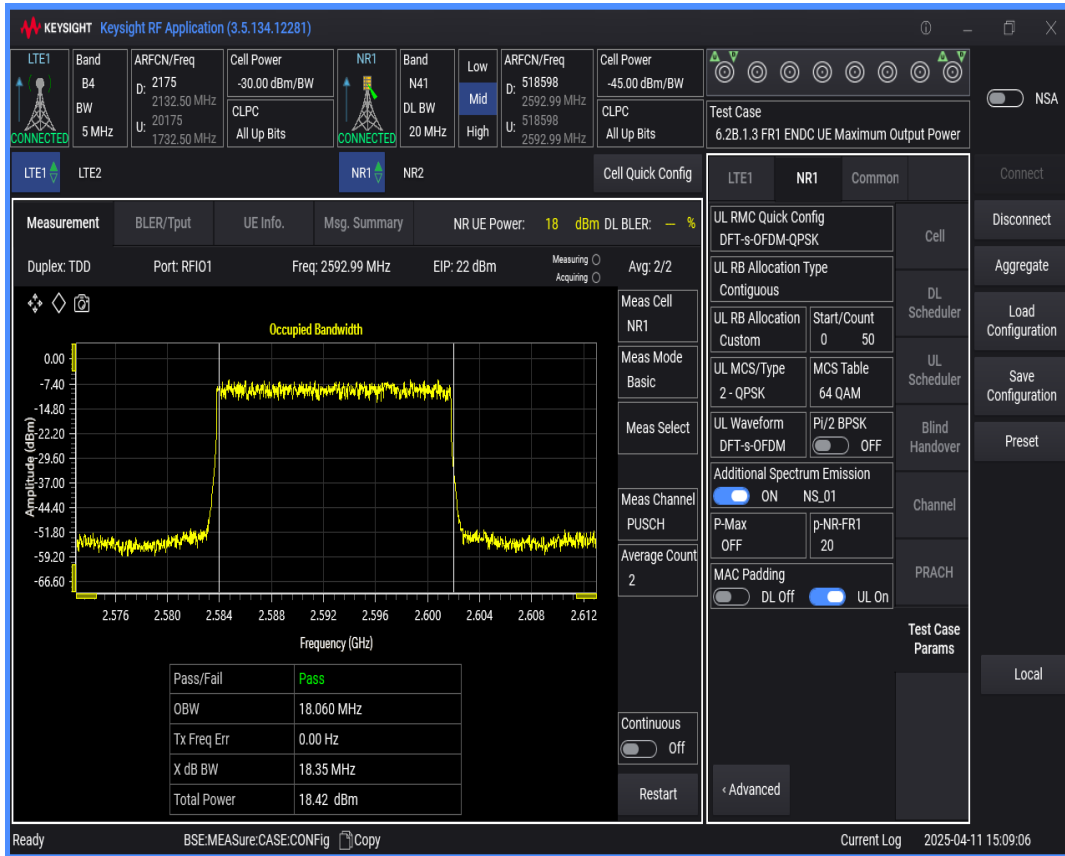 KEYSIGHT Keysight RF Application (3.5.134.12281)
LTE1 Band B4 BW 5 MHz CONNECTED
ARFCN/Freq D: 2175 2132.50 MHz U: 20175 1732.50 MHz
Cell Power -30.00 dBm/BW CLPC All Up Bits
NR1 Band N41 DL BW 20 MHz CONNECTED
Low Mid High
ARFCN/Freq D: 518598 2592.99 MHz U: 518598 2592.99 MHz
Cell Power -45.00 dBm/BW CLPC All Up Bits
Test Case
6.2B.1.3 FR1 ENDC UE Maximum Output Power
NSA
LTE1 LTE2 NR1 NR2 Cell Quick Config
Measurement BLER/Tput UE Info. Msg. Summary NR UE Power: 18 dBm DL BLER: — %
Duplex: TDD Port: RFIO1 Freq: 2592.99 MHz EIP: 22 dBm Measuring Acquiring Avg: 2/2
Occupied Bandwidth
Amplitude (dBm)
0.00
-7.40
-14.80
-22.20
-29.60
-37.00
-44.40
-51.80
-59.20
-66.60
2.576 2.580 2.584 2.588 2.592 2.596 2.600 2.604 2.608 2.612
Frequency (GHz)
Pass/Fail Pass
OBW 18.060 MHz
Tx Freq Err 0.00 Hz
X dB BW 18.35 MHz
Total Power 18.42 dBm
Meas Cell
NR1
Meas Mode
Basic
Meas Select
Meas Channel
PUSCH
Average Count
2
Continuous
Off
Restart
LTE1 NR1 Common
UL RMC Quick Config
DFT-s-OFDM-QPSK
UL RB Allocation Type
Contiguous
UL RB Allocation Start/Count
Custom 0 50
UL MCS/Type MCS Table
2 - QPSK 64 QAM
UL Waveform Pi/2 BPSK
DFT-s-OFDM OFF
Additional Spectrum Emission
ON NS_01
P-Max p-NR-FR1
OFF 20
MAC Padding
DL Off UL On
‹ Advanced
Cell
DL
Scheduler
UL
Scheduler
Blind
Handover
Channel
PRACH
Test Case
Params
Connect
Disconnect
Aggregate
Load
Configuration
Save
Configuration
Preset
Local
Ready BSE:MEASure:CASE:CONFig Copy Current Log 2025-04-11 15:09:06